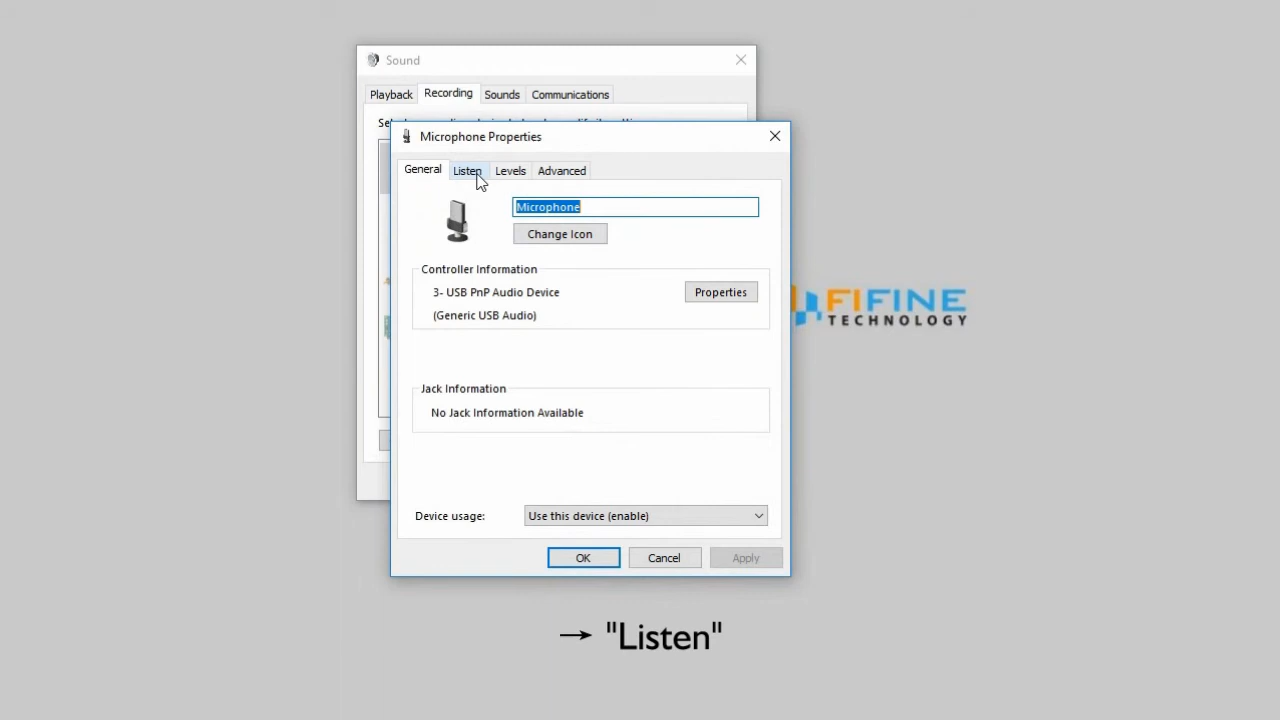 Sound
Playback Recording Sounds Communications
Microphone Properties
General Listen Levels Advanced
Microphone
Change Icon
Controller Information
3- USB PnP Audio Device
Properties
(Generic USB Audio)
FIFINE
TECHNOLOGY
Jack Information
No Jack Information Available
Device usage:
Use this device (enable)
OK Cancel Apply
→ "Listen"